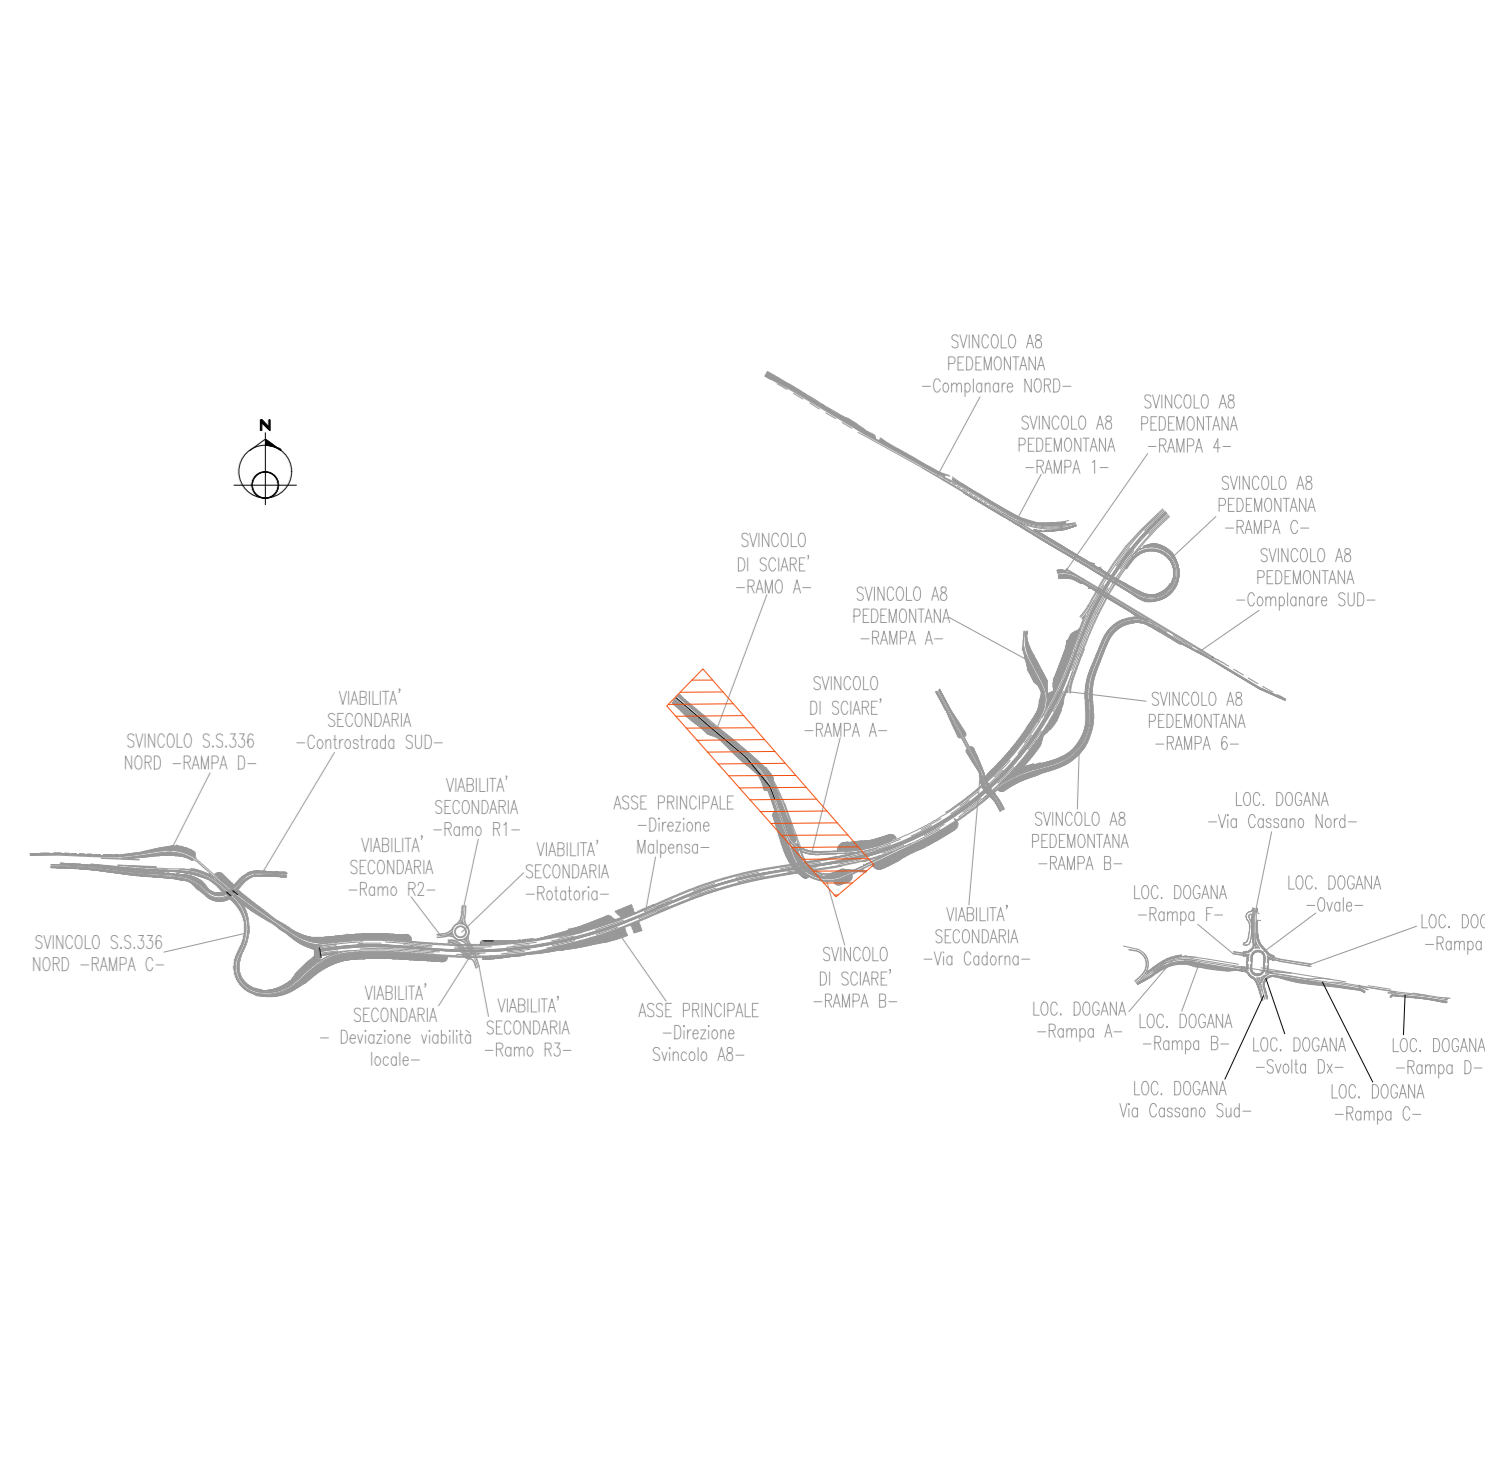 SVINCOLO A8
PEDEMONTANA
-Complanare NORD-
SVINCOLO A8
PEDEMONTANA
-RAMPA 4-
SVINCOLO A8
PEDEMONTANA
-RAMPA 1-
N
SVINCOLO A8
PEDEMONTANA
-RAMPA C-
SVINCOLO
DI SCIARE'
-RAMO A-
SVINCOLO A8
PEDEMONTANA
-Complanare SUD-
SVINCOLO A8
PEDEMONTANA
-RAMPA A-
SVINCOLO
DI SCIARE'
-RAMPA A-
VIABILITA'
SECONDARIA
-Controstrada SUD-
SVINCOLO A8
PEDEMONTANA
-RAMPA 6-
SVINCOLO S.S.336
NORD -RAMPA D-
VIABILITA'
SECONDARIA
-Ramo R1-
ASSE PRINCIPALE
-Direzione
Malpensa-
LOC. DOGANA
-Via Cassano Nord-
SVINCOLO A8
PEDEMONTANA
-RAMPA B-
VIABILITA'
SECONDARIA
-Ramo R2-
VIABILITA'
SECONDARIA
-Rotatoria-
LOC. DOGANA
-Rampa F-
LOC. DOGANA
-Ovale-
VIABILITA'
SECONDARIA
-Via Cadorna-
LOC. DOG
-Rampa
SVINCOLO S.S.336
NORD -RAMPA C-
SVINCOLO
DI SCIARE'
-RAMPA B-
VIABILITA'
SECONDARIA
- Deviazione viabilità
locale-
VIABILITA'
SECONDARIA
-Ramo R3-
ASSE PRINCIPALE
-Direzione
Svincolo A8-
LOC. DOGANA
-Rampa A-
LOC. DOGANA
-Rampa B-
LOC. DOGANA
-Svolta Dx-
LOC. DOGANA
-Rampa D-
LOC. DOGANA
Via Cassano Sud-
LOC. DOGANA
-Rampa C-